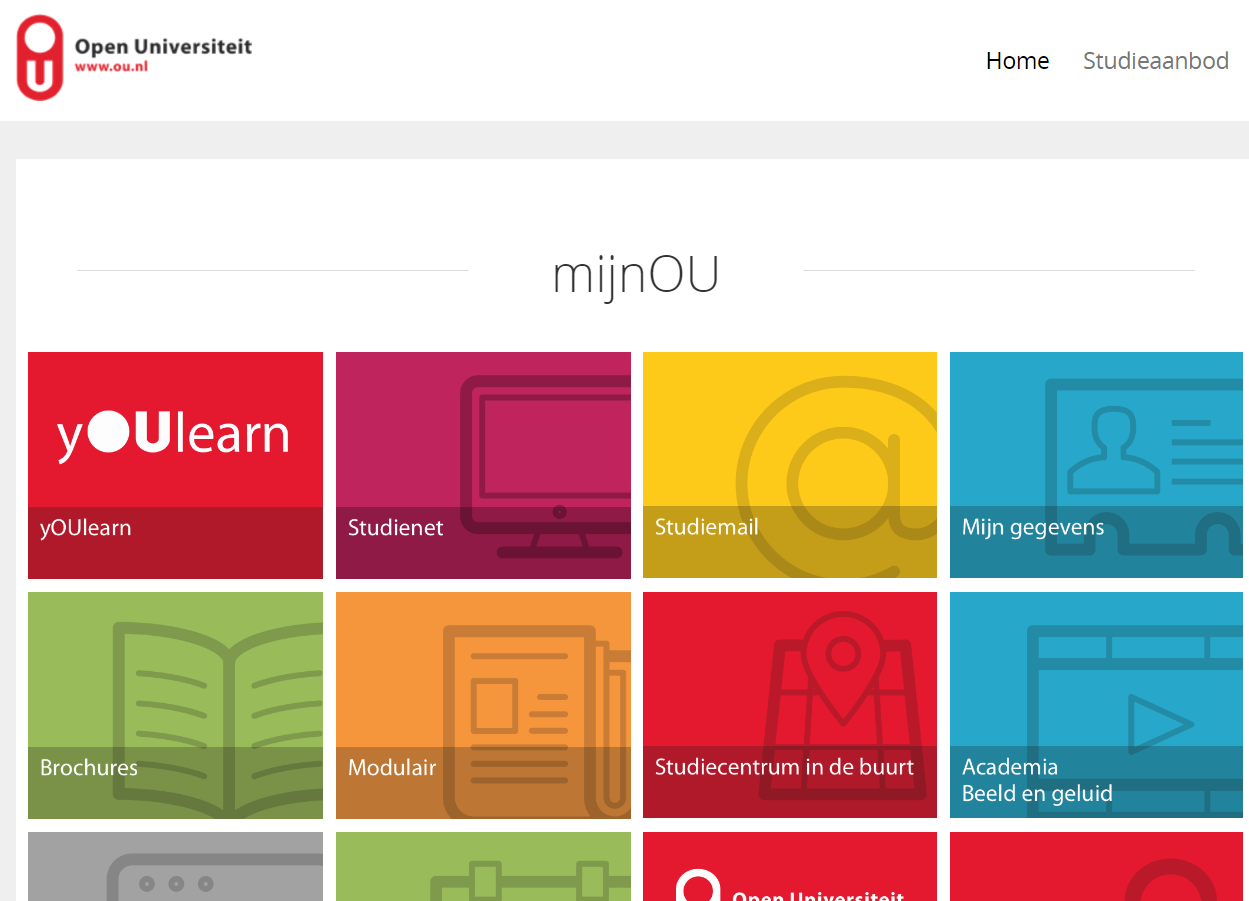 Open Universiteit
www.ou.nl
Home
Studieaanbod
mijnOU
yOUlearn
yOUlearn
Studienet
Studiemail
Mijn gegevens
Brochures
Modulair
Studiecentrum in de buurt
Academia
Beeld en geluid
Open Universiteit